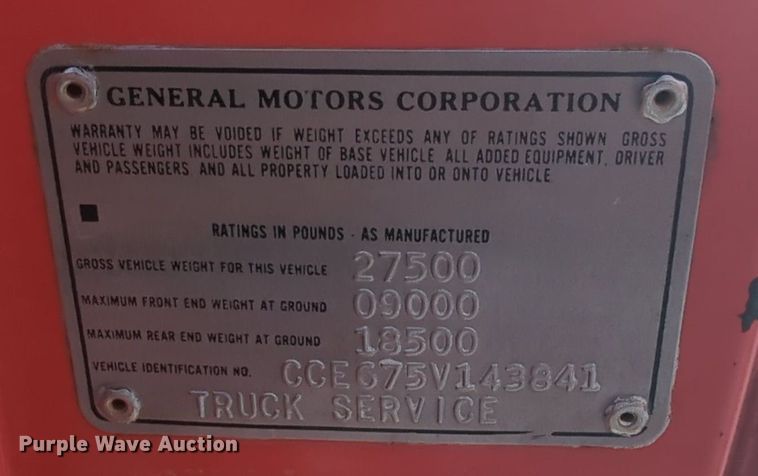 GENERAL MOTORS CORPORATION
WARRANTY MAY BE VOIDED IF WEIGHT EXCEEDS ANY OF RATINGS SHOWN. GROSS
VEHICLE WEIGHT INCLUDES WEIGHT OF BASE VEHICLE, ALL ADDED EQUIPMENT, DRIVER
AND PASSENGERS, AND ALL PROPERTY LOADED INTO OR ONTO VEHICLE.
RATINGS IN POUNDS - AS MANUFACTURED
GROSS VEHICLE WEIGHT FOR THIS VEHICLE 27500
MAXIMUM FRONT END WEIGHT AT GROUND 09000
MAXIMUM REAR END WEIGHT AT GROUND 18500
VEHICLE IDENTIFICATION NO. CCE675V143841
TRUCK SERVICE
Purple Wave Auction